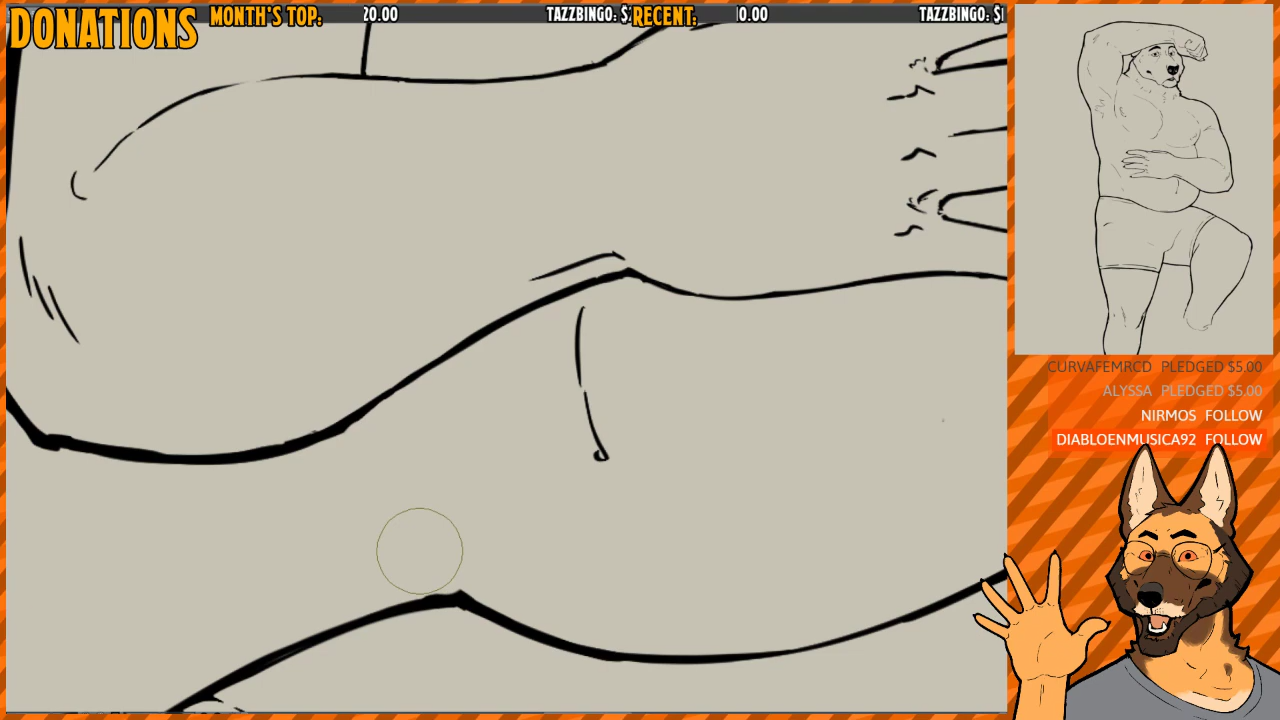 DONATIONS
MONTH'S TOP: 20.00 TAZZBINGO: $
RECENT: 0.00 TAZZBINGO: $
CURVAFEMRCD PLEDGED $5.00
ALYSSA PLEDGED $5.00
NIRMOS FOLLOW
DIABLOENMUSICA92 FOLLOW